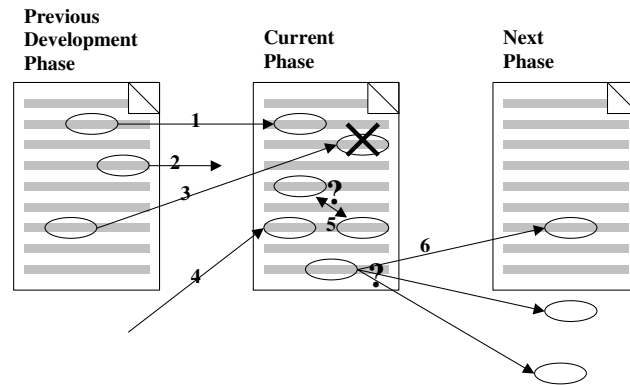 Previous
Development
Phase
Current
Phase
Next
Phase
1
2
3
?
5
4
6
?